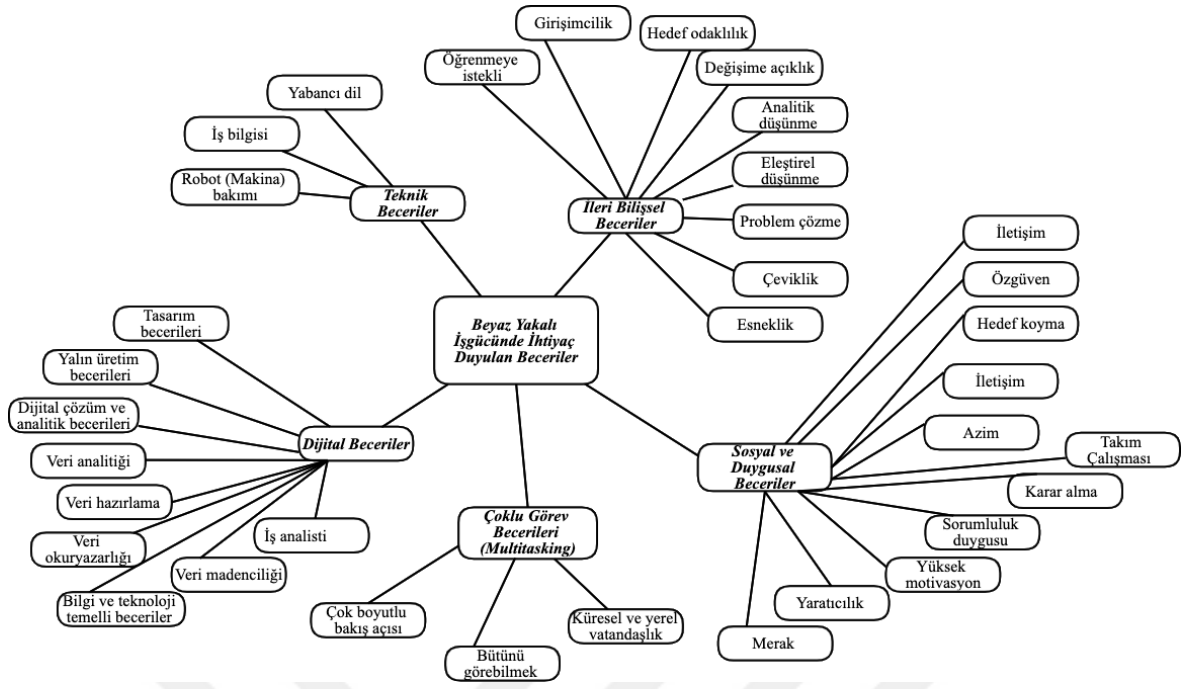 Girişimcilik
Hedef odaklılık
Öğrenmeye
istekli
Değişime açıklık
Yabancı dil
Analitik
düşünme
İş bilgisi
Eleştirel
düşünme
Robot (Makina)
bakımı
Teknik
Beceriler
İleri Bilişsel
Beceriler
Problem çözme
İletişim
Çeviklik
Özgüven
Esneklik
Hedef koyma
Beyaz Yakalı
İşgücünde İhtiyaç
Duyulan Beceriler
Tasarım
becerileri
Yalın üretim
becerileri
İletişim
Dijital çözüm ve
analitik becerileri
Azim
Dijital Beceriler
Takım
Çalışması
Veri analitiği
Sosyal ve
Duygusal
Beceriler
Karar alma
Veri hazırlama
Sorumluluk
duygusu
Çoklu Görev
Becerileri
(Multitasking)
İş analisti
Veri
okuryazarlığı
Veri madenciliği
Yüksek
motivasyon
Bilgi ve teknoloji
temelli beceriler
Yaratıcılık
Çok boyutlu
bakış açısı
Küresel ve yerel
vatandaşlık
Merak
Bütünü
görebilmek